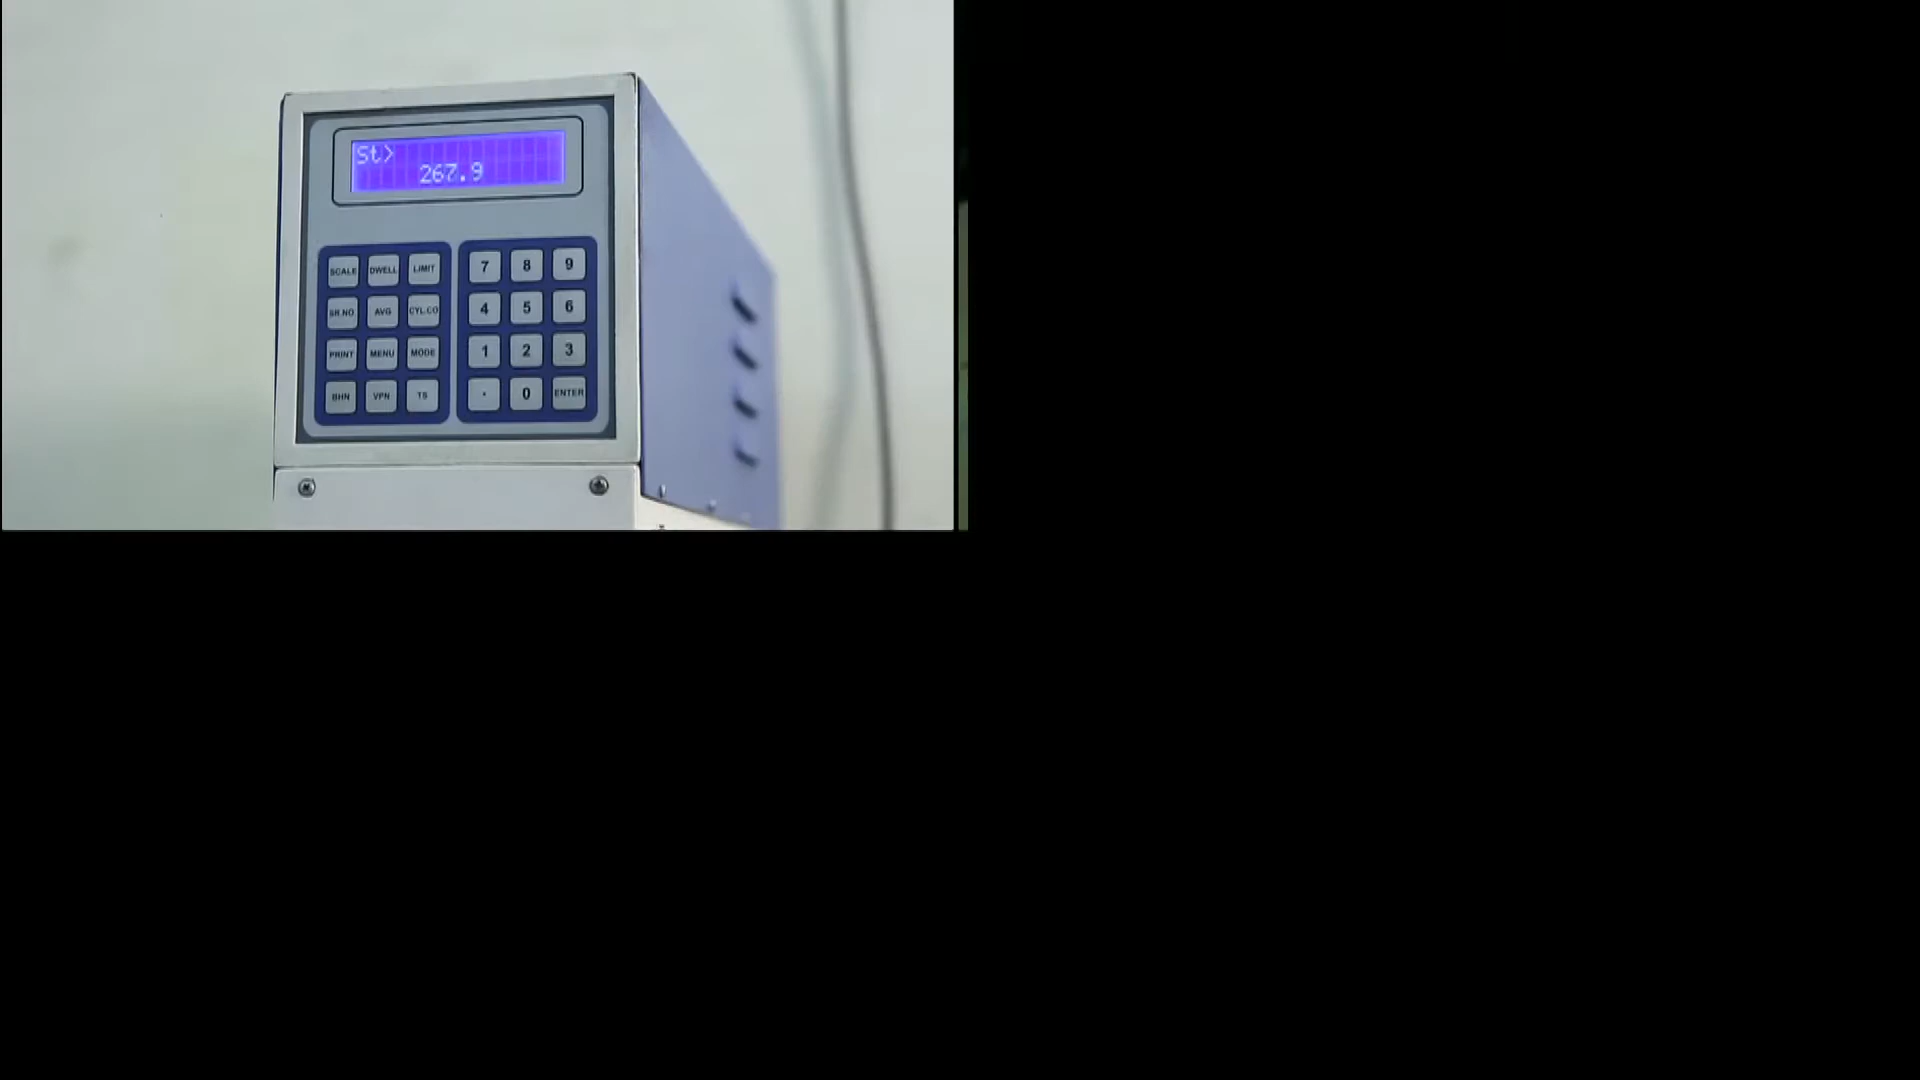 St>
267.9
SCALE DWELL LIMIT 7 8 9
SR.NO AVG CYL.CO 4 5 6
PRINT MENU MODE 1 2 3
BHN VPN TS . 0 ENTER